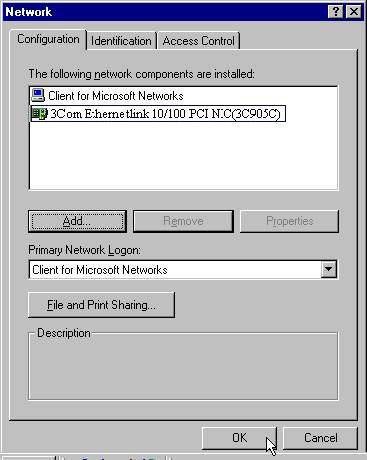 Network
Configuration Identification Access Control
The following network components are installed:
Client for Microsoft Networks
3Com Ethernetlink 10/100 PCI NIC(3C905C)
Add... Remove Properties
Primary Network Logon:
Client for Microsoft Networks
File and Print Sharing...
Description
OK Cancel